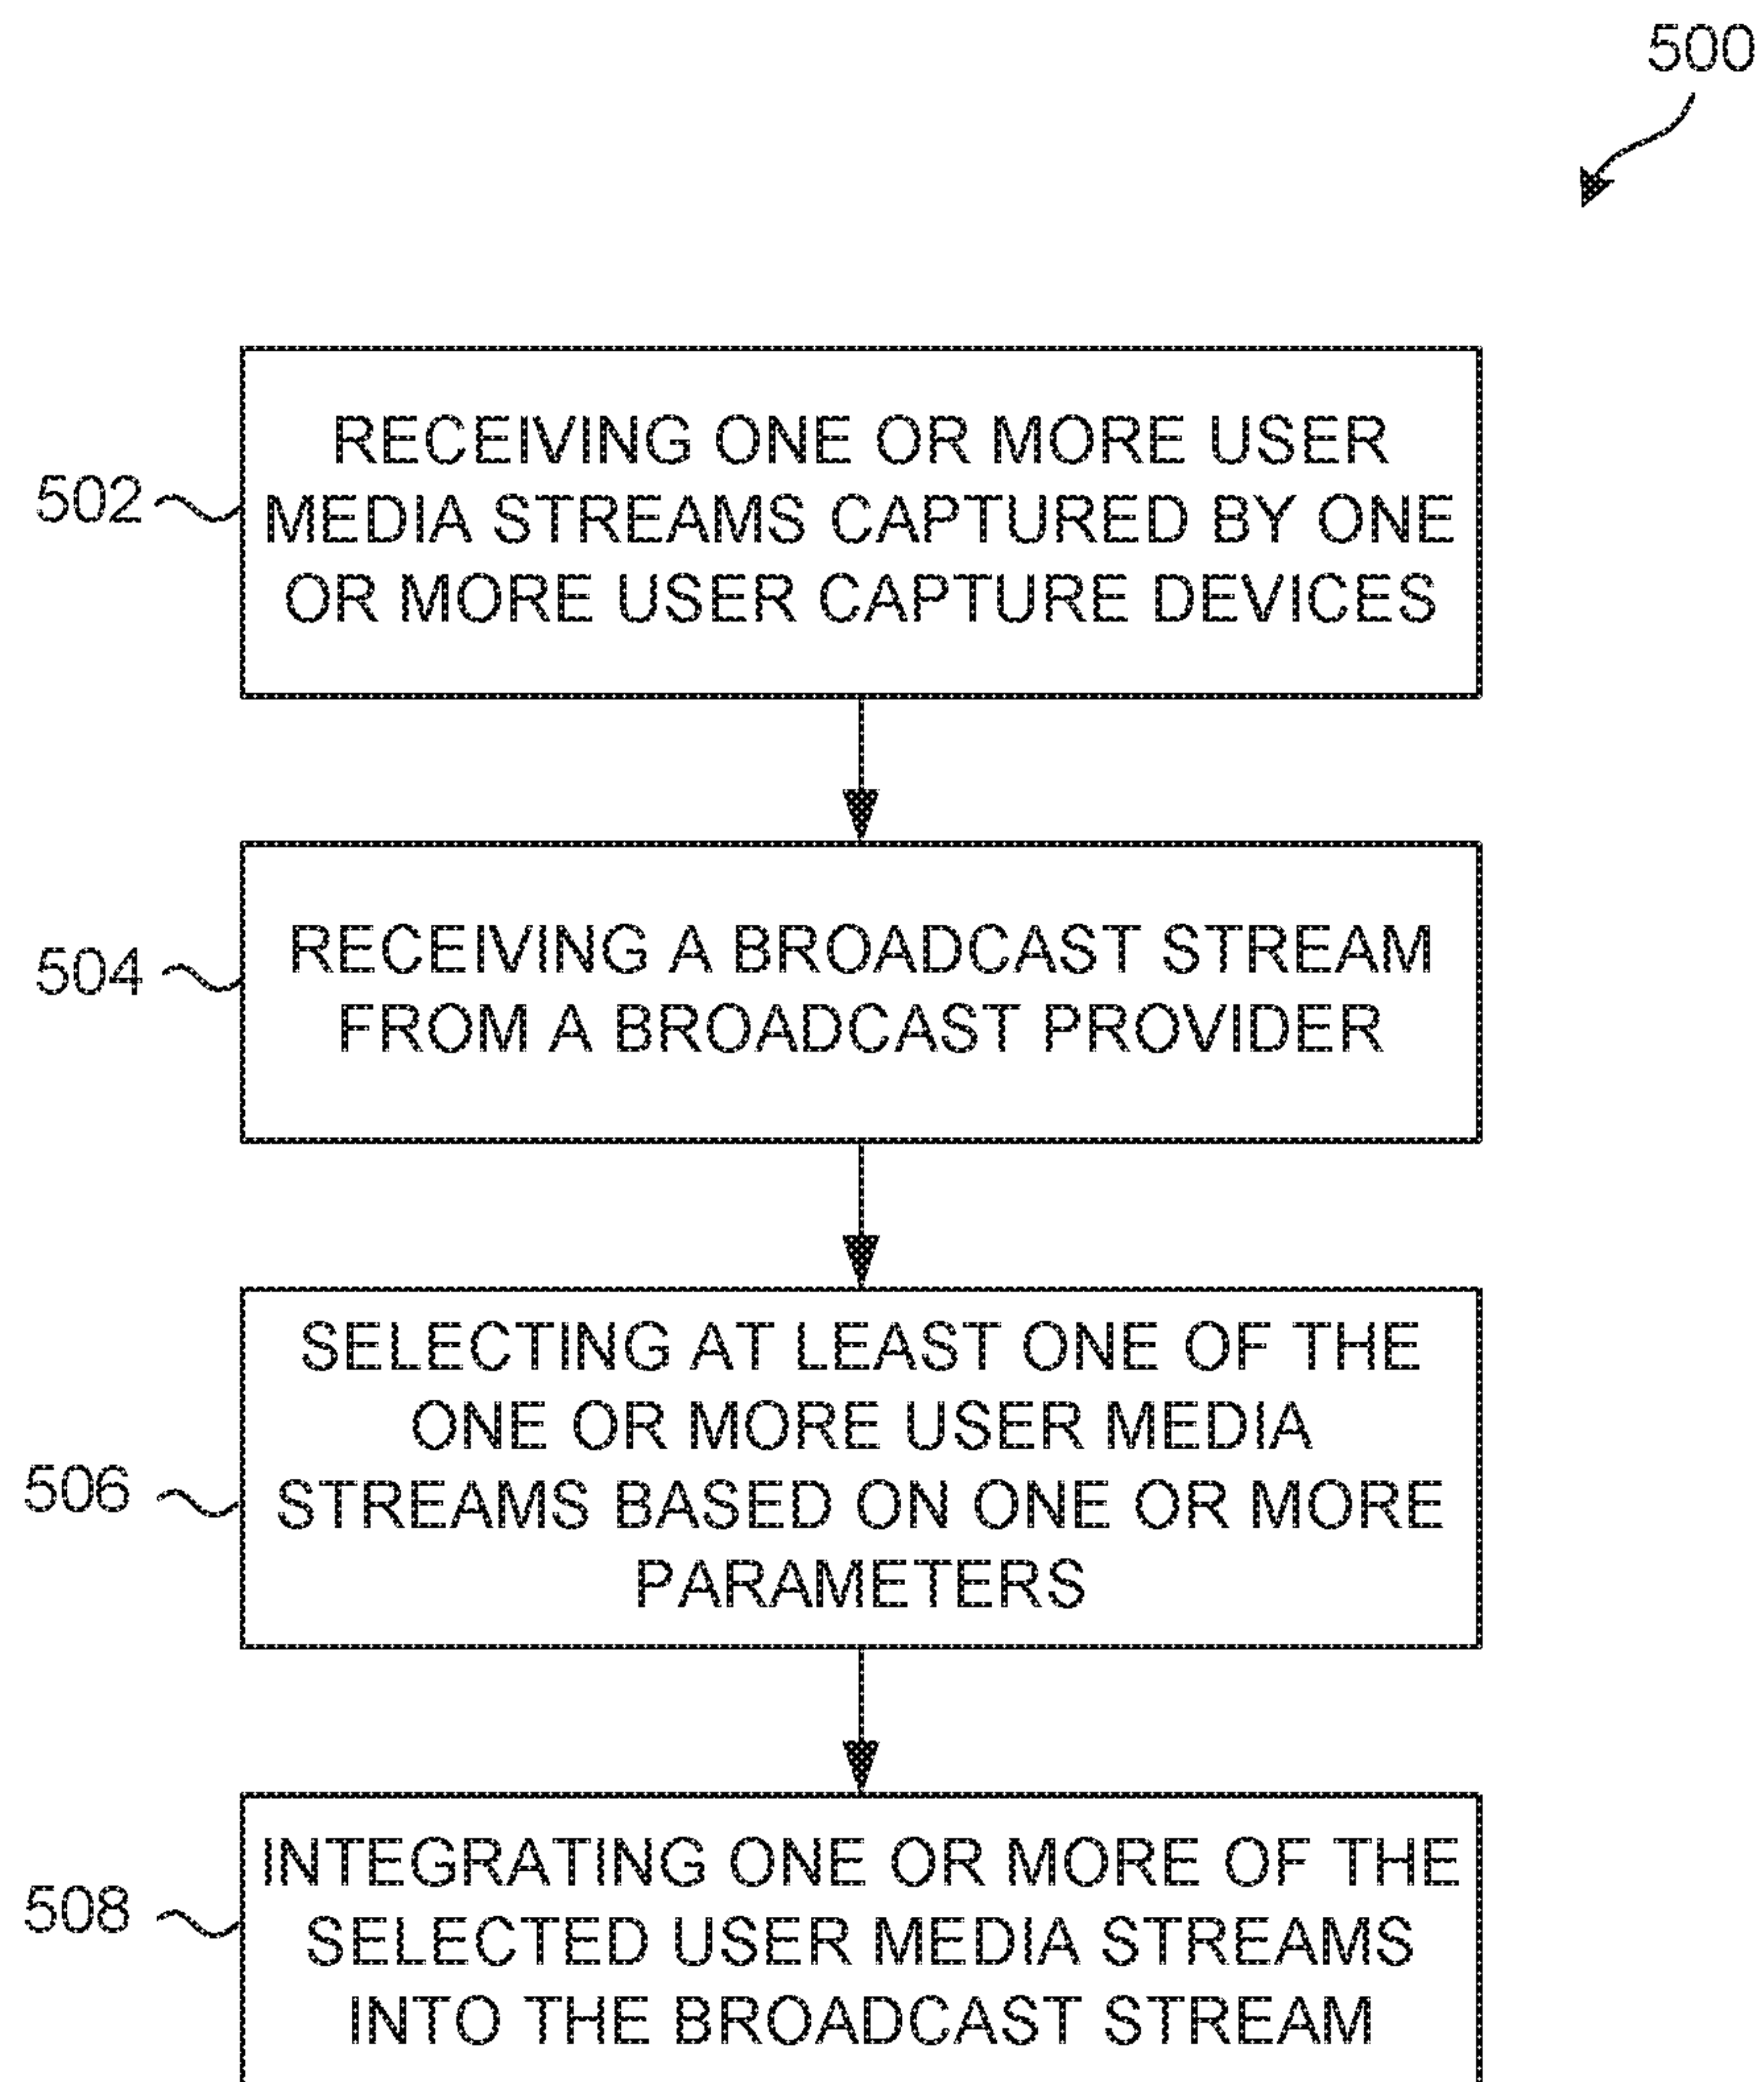 500
502
RECEIVING ONE OR MORE USER
MEDIA STREAMS CAPTURED BY ONE
OR MORE USER CAPTURE DEVICES
504
RECEIVING A BROADCAST STREAM
FROM A BROADCAST PROVIDER
506
SELECTING AT LEAST ONE OF THE
ONE OR MORE USER MEDIA
STREAMS BASED ON ONE OR MORE
PARAMETERS
508
INTEGRATING ONE OR MORE OF THE
SELECTED USER MEDIA STREAMS
INTO THE BROADCAST STREAM